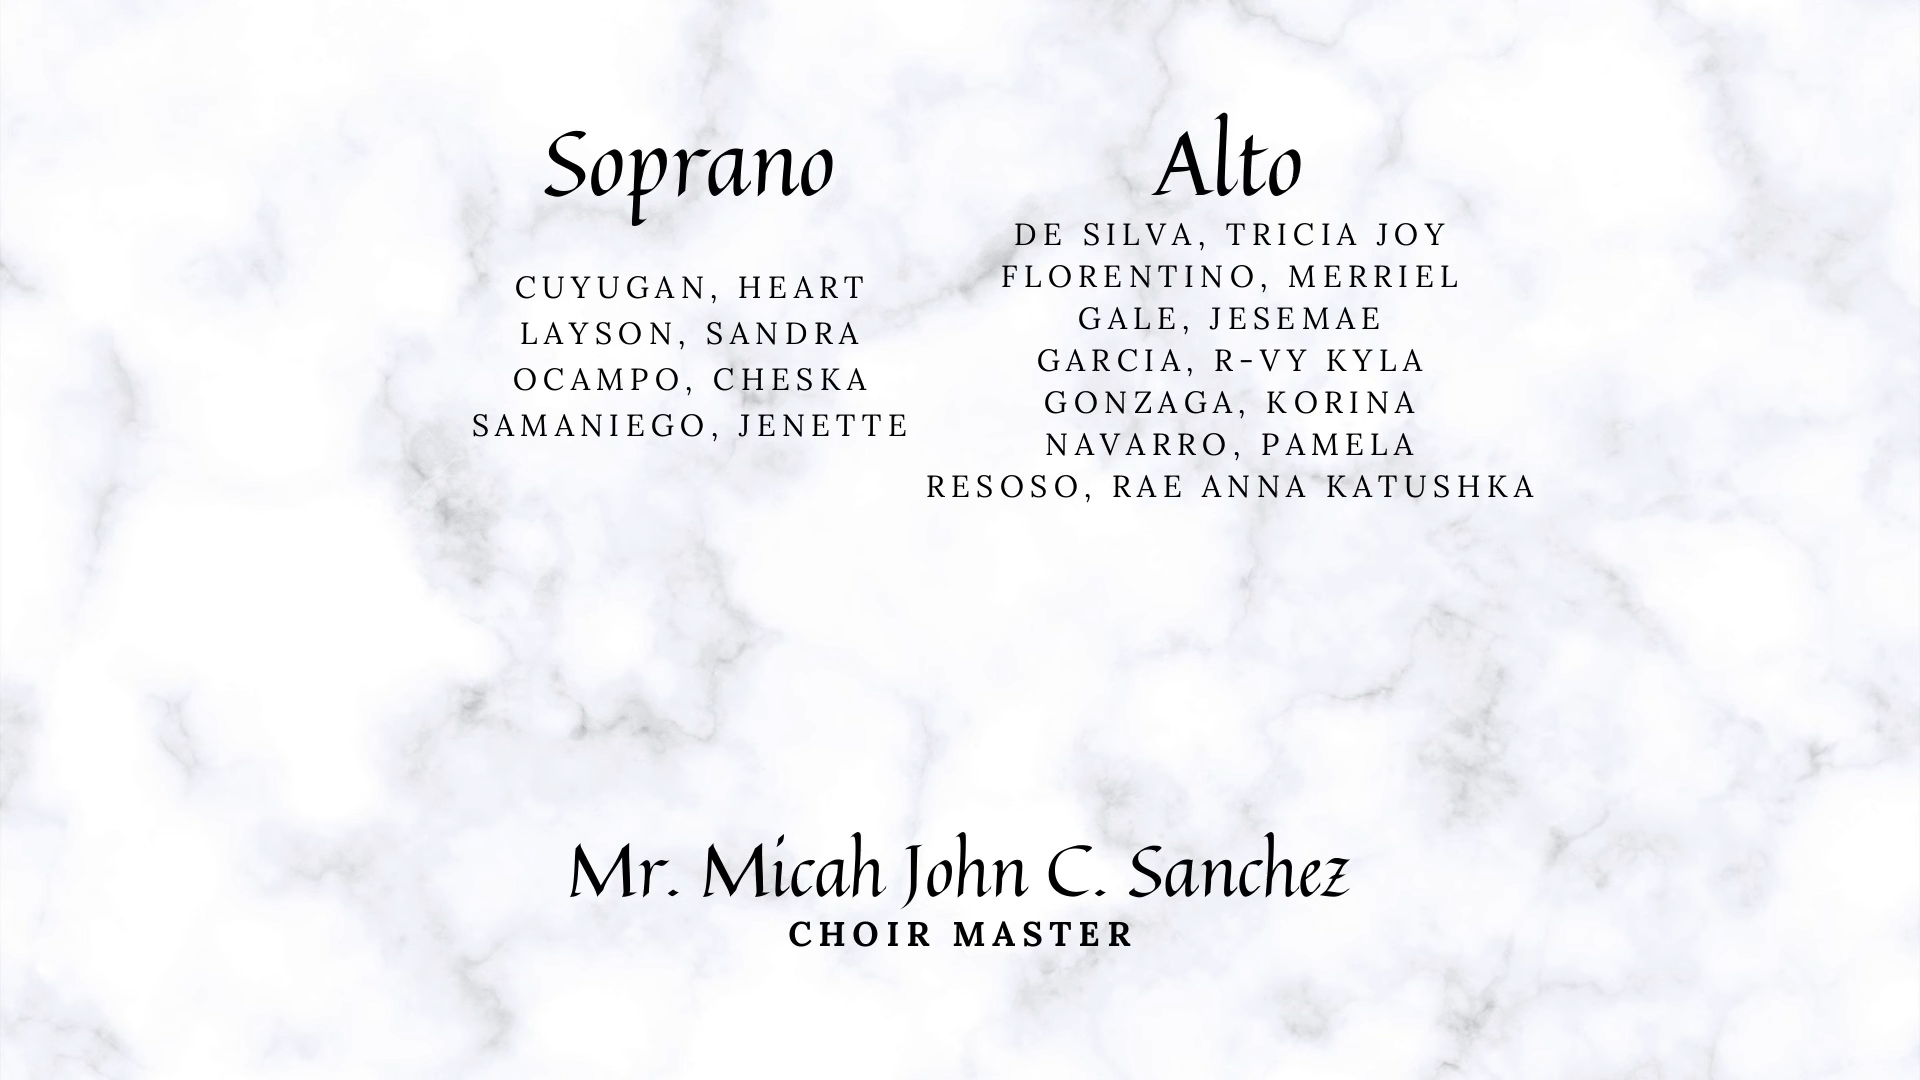 Soprano
CUYUGAN, HEART
LAYSON, SANDRA
OCAMPO, CHESKA
SAMANIEGO, JENETTE
Alto
DE SILVA, TRICIA JOY
FLORENTINO, MERRIEL
GALE, JESEMAE
GARCIA, R-VY KYLA
GONZAGA, KORINA
NAVARRO, PAMELA
RESOSO, RAE ANNA KATUSHKA
Mr. Micah John C. Sanchez
CHOIR MASTER